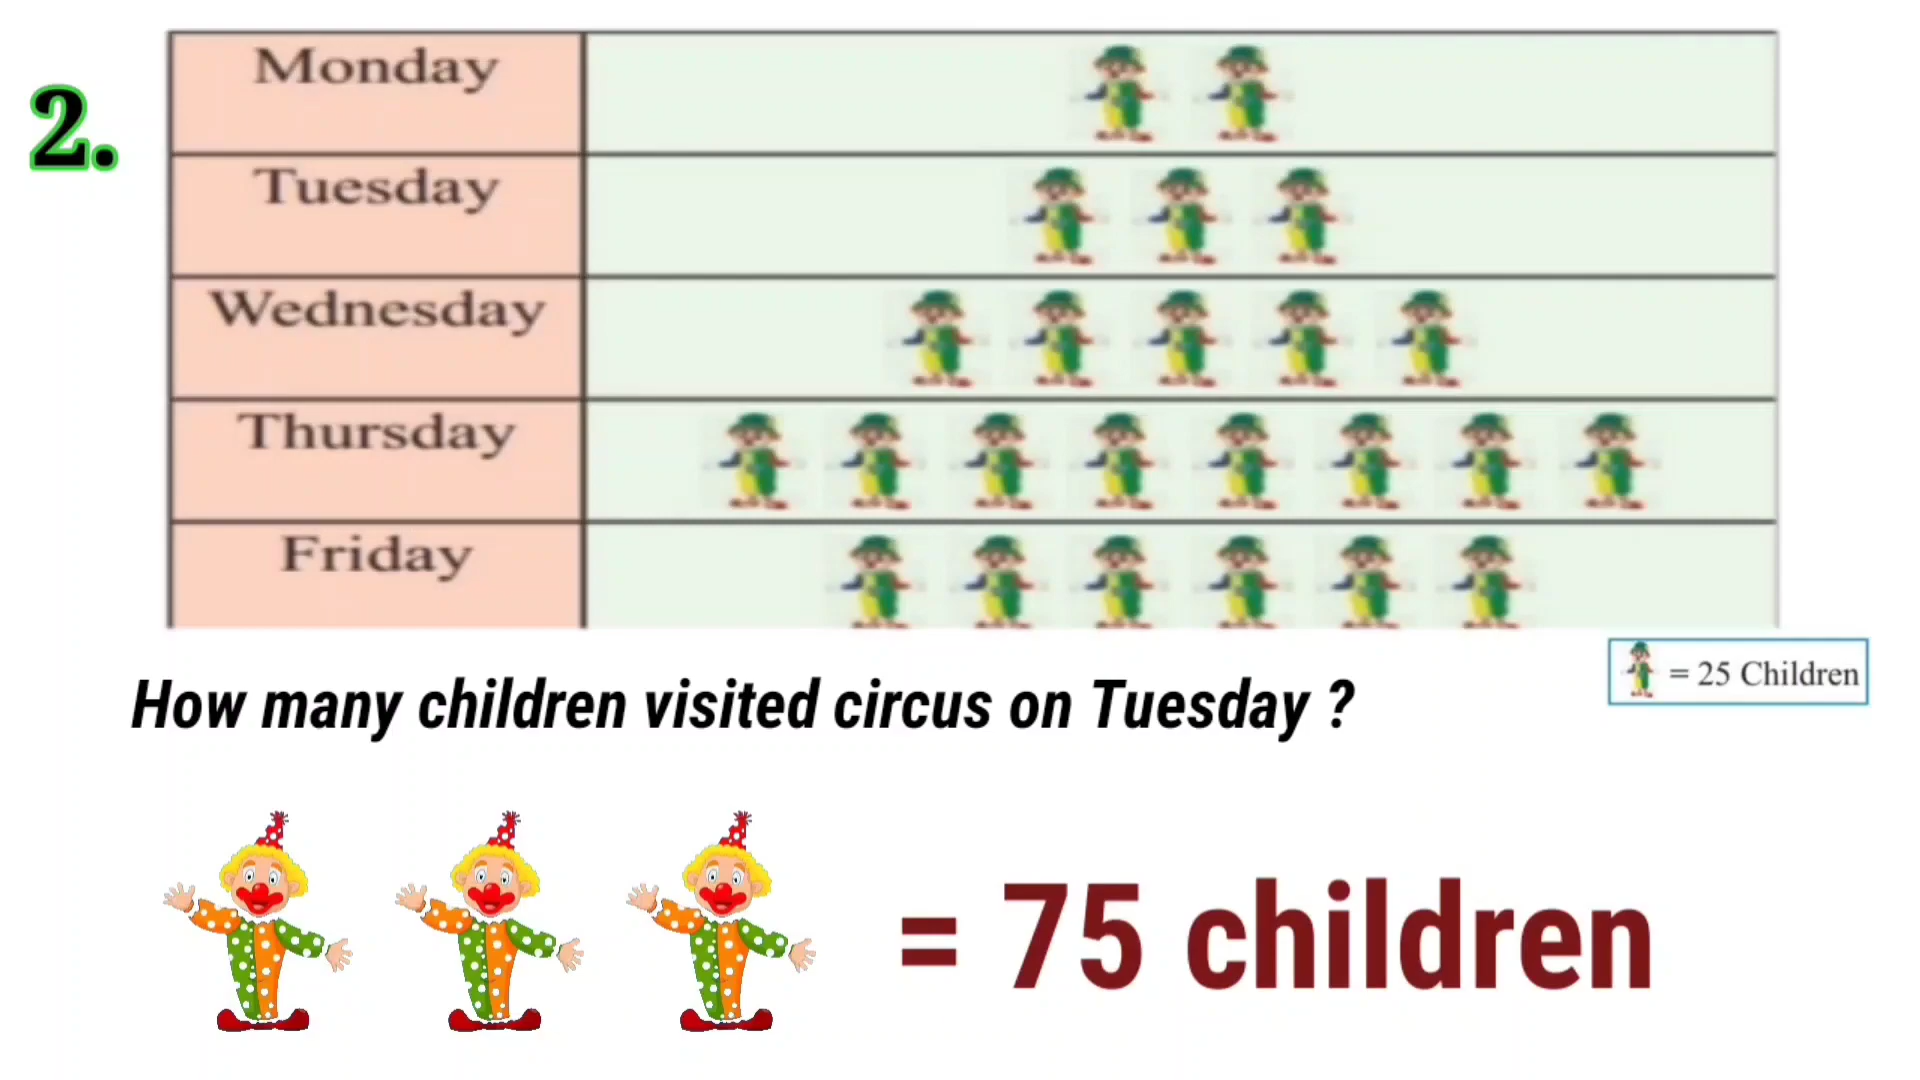 2.
Monday
Tuesday
Wednesday
Thursday
Friday
= 25 Children
How many children visited circus on Tuesday ?
= 75 children